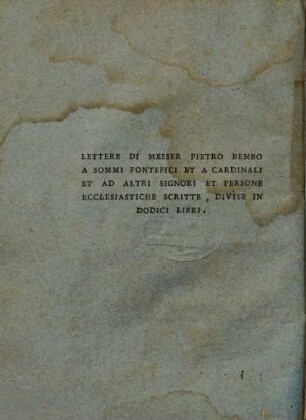 LETTERE DI MESSER PIETRO BEMBO
A SOMMI PONTEFICI ET A CARDINALI
ET AD ALTRI SIGNORI ET PERSONE
ECCLESIASTICHE SCRITTE, DIVISE IN
DODICI LIBRI.